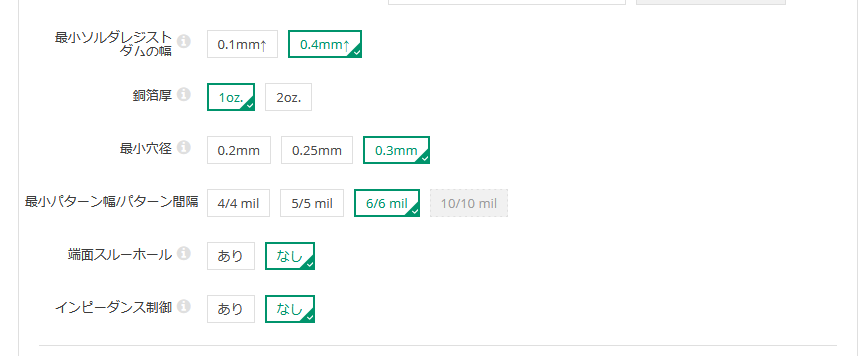 最小ソルダレジスト
ダムの幅
0.1mm↑ 0.4mm↑
銅箔厚 1oz. 2oz.
最小穴径 0.2mm 0.25mm 0.3mm
最小パターン幅/パターン間隔 4/4 mil 5/5 mil 6/6 mil 10/10 mil
端面スルーホール あり なし
インピーダンス制御 あり なし